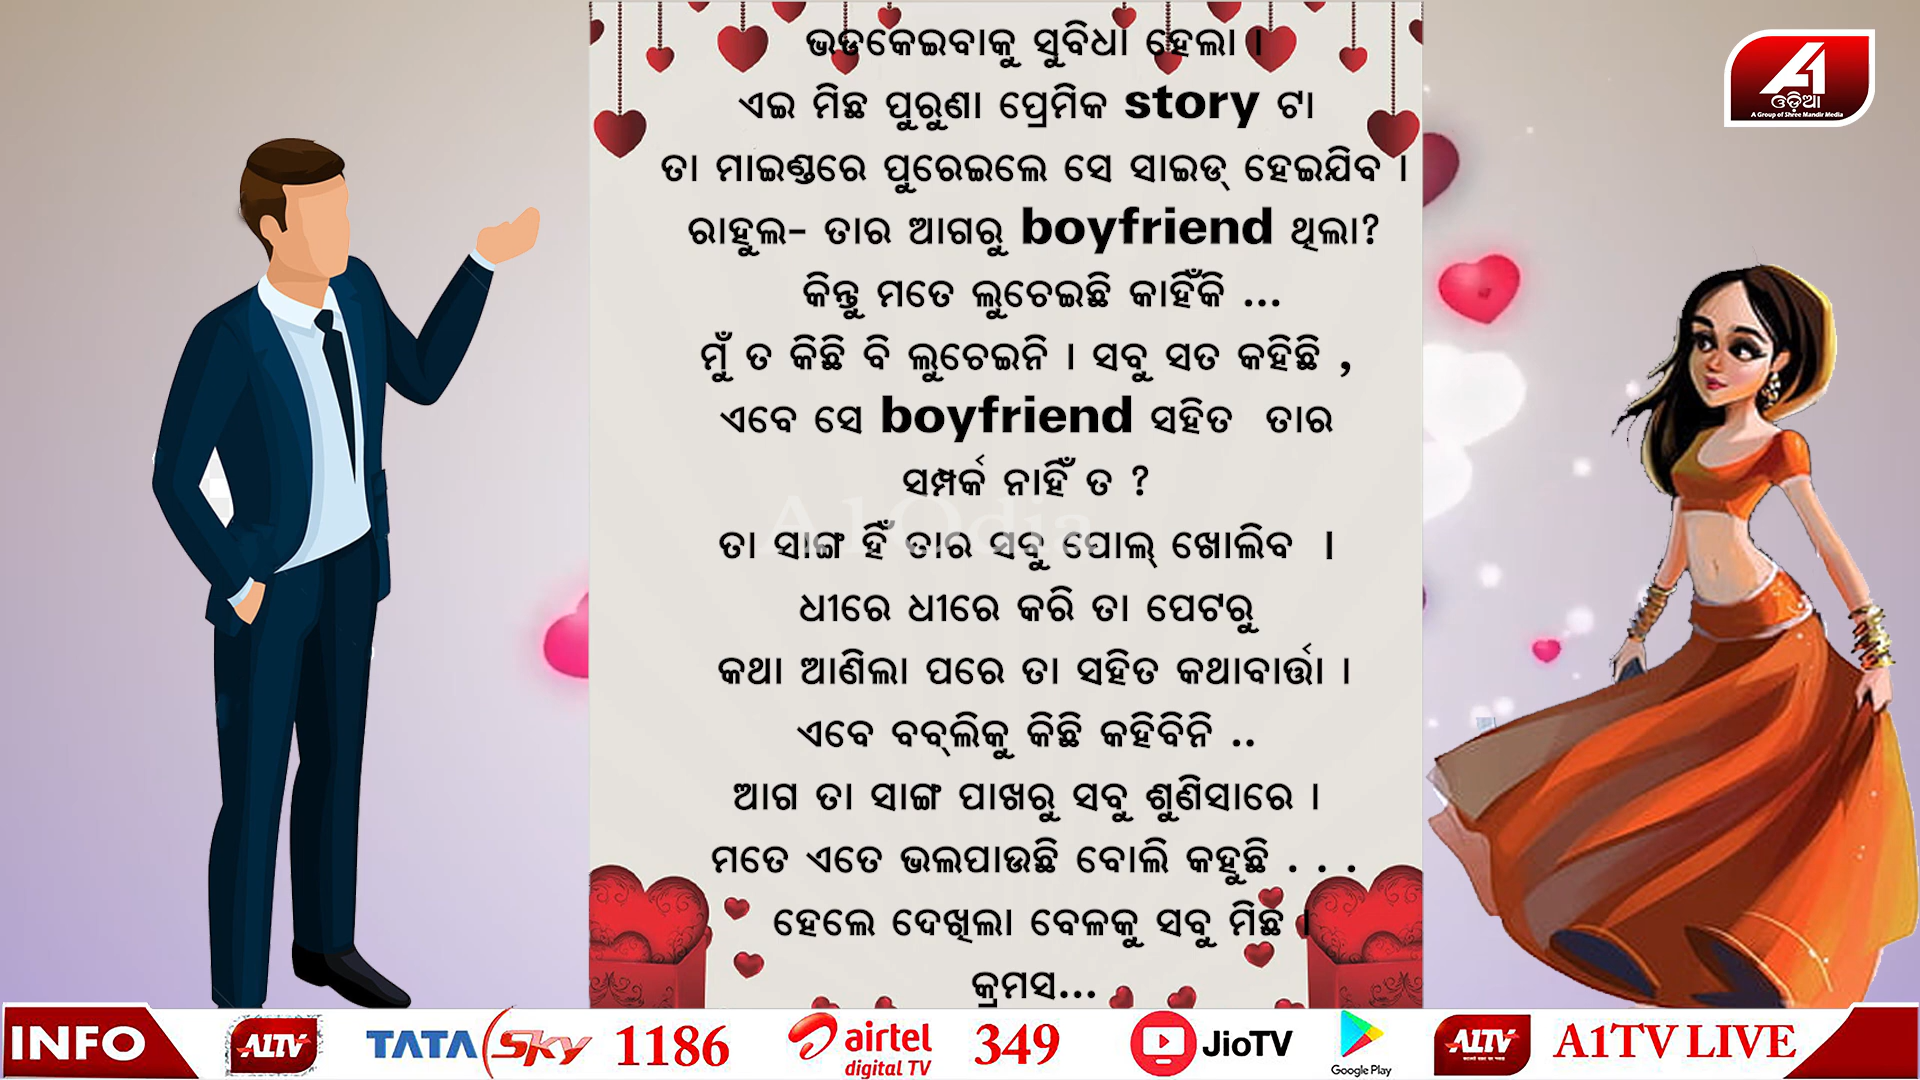 ଭଡକେଇବାକୁ ସୁବିଧା ହେଲା ।
ଏଇ ମିଛ ପୁରୁଣା ପ୍ରେମିକ story ଟା
ତା ମାଇଣ୍ଡରେ ପୁରେଇଲେ ସେ ସାଇଡ୍ ହେଇଯିବ ।
ରାହୁଲ- ତାର ଆଗରୁ boyfriend ଥିଲା?
କିନ୍ତୁ ମତେ ଲୁଚେଇଛି କାହିଁକି ...
ମୁଁ ତ କିଛି ବି ଲୁଚେଇନି । ସବୁ ସତ କହିଛି ,
ଏବେ ସେ boyfriend ସହିତ ତାର
ସମ୍ପର୍କ ନାହିଁ ତ ?
ତା ସାଙ୍ଗ ହିଁ ତାର ସବୁ ପୋଲ୍ ଖୋଲିବ ।
ଧୀରେ ଧୀରେ କରି ତା ପେଟରୁ
କଥା ଆଣିଲା ପରେ ତା ସହିତ କଥାବାର୍ତ୍ତା ।
ଏବେ ବବ୍ଲିକୁ କିଛି କହିବିନି ..
ଆଗ ତା ସାଙ୍ଗ ପାଖରୁ ସବୁ ଶୁଣିସାରେ ।
ମତେ ଏତେ ଭଲପାଉଛି ବୋଲି କହୁଛି . . .
ହେଲେ ଦେଖିଲା ବେଳକୁ ସବୁ ମିଛ ।
କ୍ରମସ...
A1Odia
A1
ଓଡ଼ିଆ
A Group of Shree Mandir Media
INFO A1TV TATA Sky 1186 airtel digital TV 349 JioTV Google Play A1TV A1TV LIVE